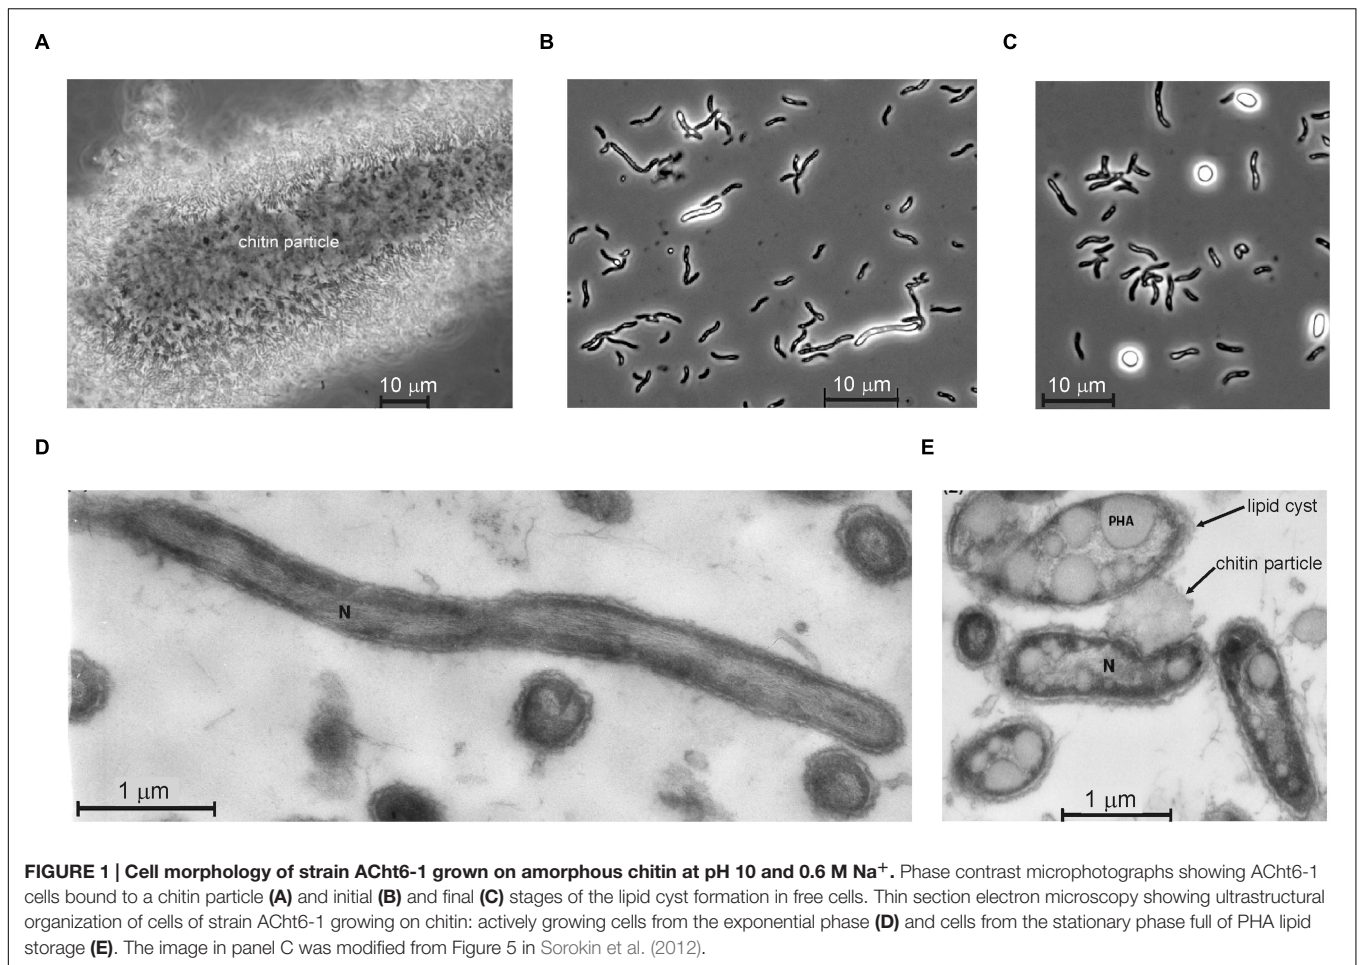 A
B
C
chitin particle
10 μm
10 μm
10 μm
D
E
N
1 μm
PHA
lipid cyst
chitin particle
N
1 μm
FIGURE 1 | Cell morphology of strain ACht6-1 grown on amorphous chitin at pH 10 and 0.6 M Na⁺. Phase contrast microphotographs showing ACht6-1
cells bound to a chitin particle (A) and initial (B) and final (C) stages of the lipid cyst formation in free cells. Thin section electron microscopy showing ultrastructural
organization of cells of strain ACht6-1 growing on chitin: actively growing cells from the exponential phase (D) and cells from the stationary phase full of PHA lipid
storage (E). The image in panel C was modified from Figure 5 in Sorokin et al. (2012).